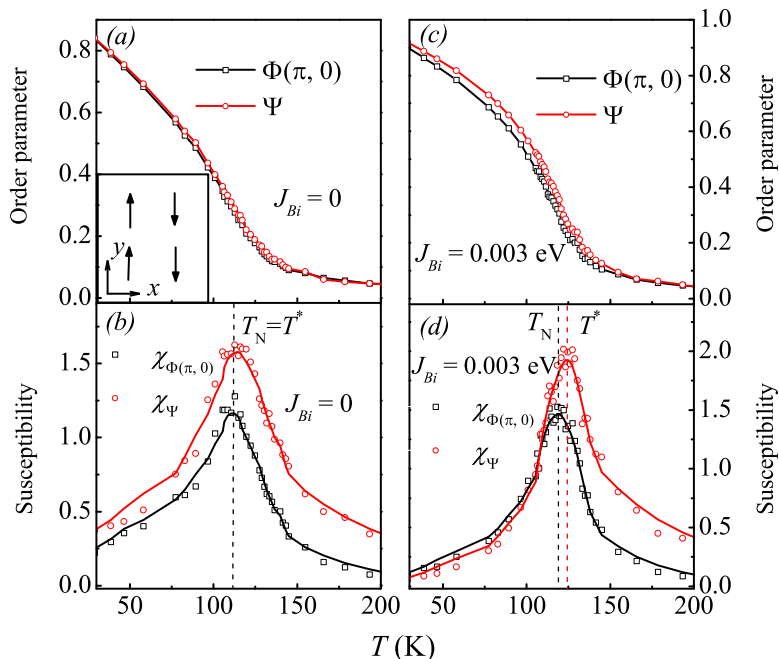 (a)
Φ(π, 0)
Ψ
J_Bi = 0
y
x
Order parameter
0.8
0.6
0.4
0.2
0.0
(c)
Φ(π, 0)
Ψ
J_Bi = 0.003 eV
Order parameter
1.0
0.8
0.6
0.4
0.2
0.0
(b)
T_N=T^*
χ_Φ(π, 0)
χ_Ψ
J_Bi = 0
Susceptibility
1.5
1.0
0.5
0.0
50 100 150 200
(d)
T_N T^*
J_Bi = 0.003 eV
χ_Φ(π, 0)
χ_Ψ
Susceptibility
2.0
1.5
1.0
0.5
0.0
50 100 150 200
T (K)